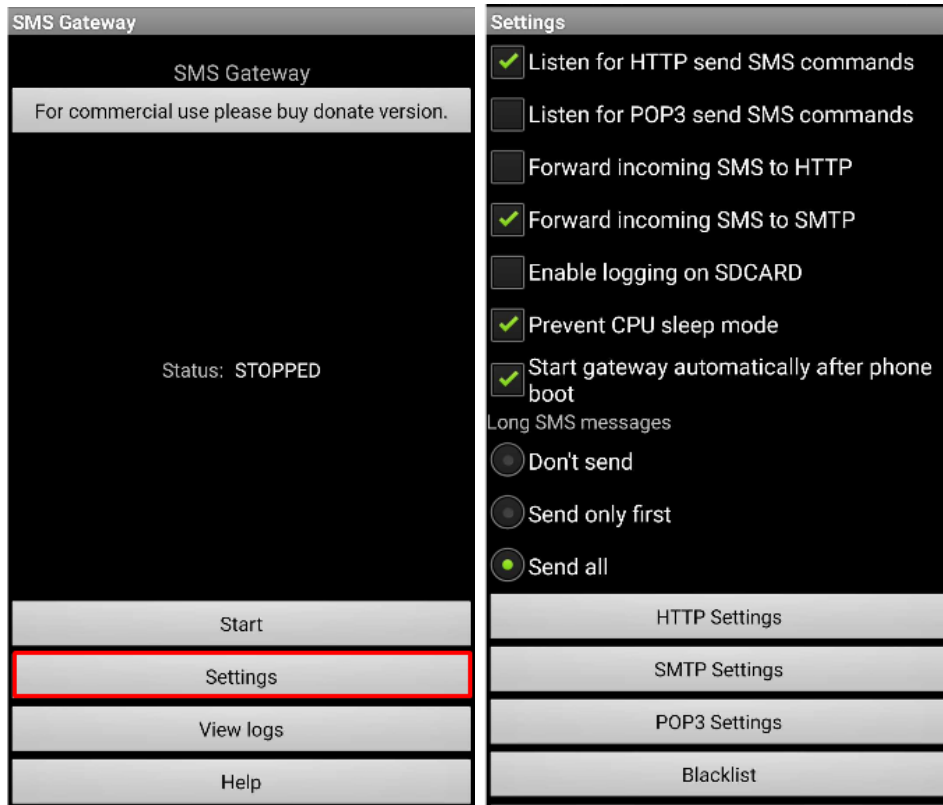 SMS Gateway
SMS Gateway
For commercial use please buy donate version.
Status: STOPPED
Start
Settings
View logs
Help
Settings
Listen for HTTP send SMS commands
Listen for POP3 send SMS commands
Forward incoming SMS to HTTP
Forward incoming SMS to SMTP
Enable logging on SDCARD
Prevent CPU sleep mode
Start gateway automatically after phone
boot
Long SMS messages
Don't send
Send only first
Send all
HTTP Settings
SMTP Settings
POP3 Settings
Blacklist